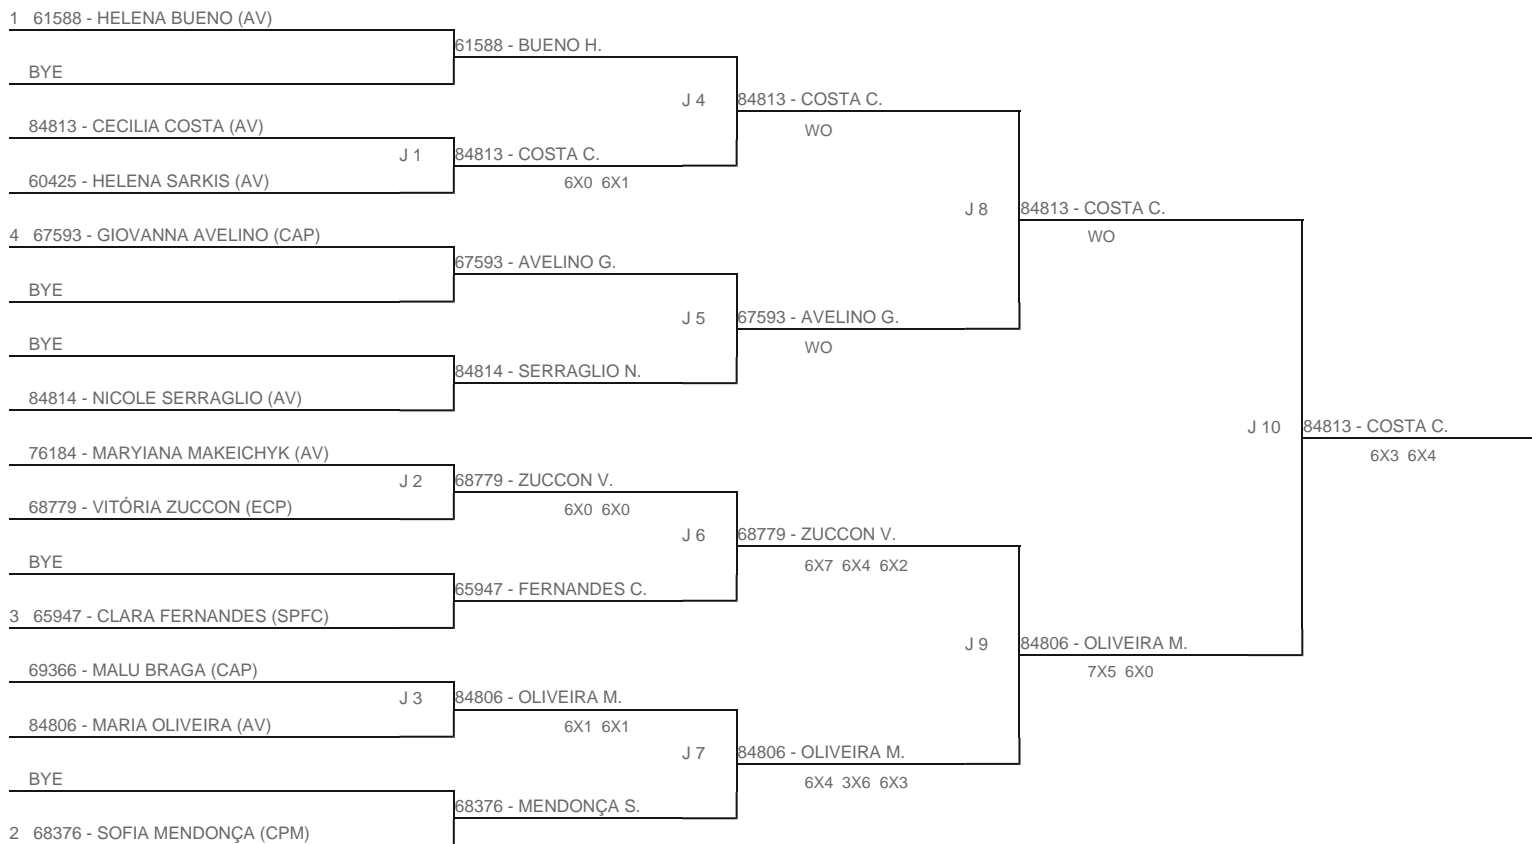 1 61588 - HELENA BUENO (AV)
61588 - BUENO H.
BYE
J 4 84813 - COSTA C.
WO
84813 - CECILIA COSTA (AV)
J 1 84813 - COSTA C.
6X0 6X1
60425 - HELENA SARKIS (AV)
J 8 84813 - COSTA C.
WO
4 67593 - GIOVANNA AVELINO (CAP)
67593 - AVELINO G.
BYE
J 5 67593 - AVELINO G.
WO
BYE
84814 - SERRAGLIO N.
84814 - NICOLE SERRAGLIO (AV)
J 10 84813 - COSTA C.
6X3 6X4
76184 - MARYIANA MAKEICHYK (AV)
J 2 68779 - ZUCCON V.
6X0 6X0
68779 - VITÓRIA ZUCCON (ECP)
J 6 68779 - ZUCCON V.
6X7 6X4 6X2
BYE
65947 - FERNANDES C.
3 65947 - CLARA FERNANDES (SPFC)
J 9 84806 - OLIVEIRA M.
7X5 6X0
69366 - MALU BRAGA (CAP)
J 3 84806 - OLIVEIRA M.
6X1 6X1
84806 - MARIA OLIVEIRA (AV)
J 7 84806 - OLIVEIRA M.
6X4 3X6 6X3
BYE
68376 - MENDONÇA S.
2 68376 - SOFIA MENDONÇA (CPM)